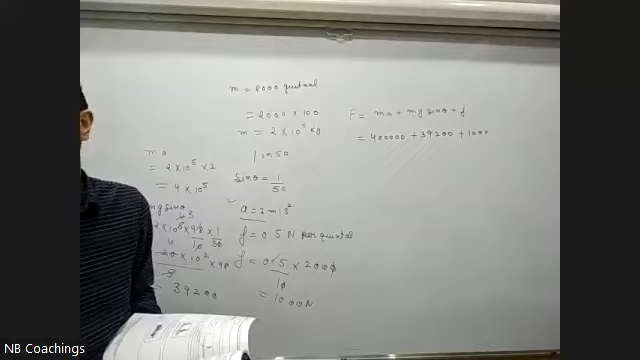 m = 2000 quintal
= 2000 × 100
m = 2 × 10⁵ kg
1 in 50
sinθ = 1/50
a = 2 m/s²
f = 0.5 N per quintal
f = 0.5/10 × 2000
= 1000 N
F = ma + mg sinθ + f
= 400000 + 39200 + 1000
ma
= 2 × 10⁵ × 2
= 4 × 10⁵
mg sinθ
= 39200
NB Coachings